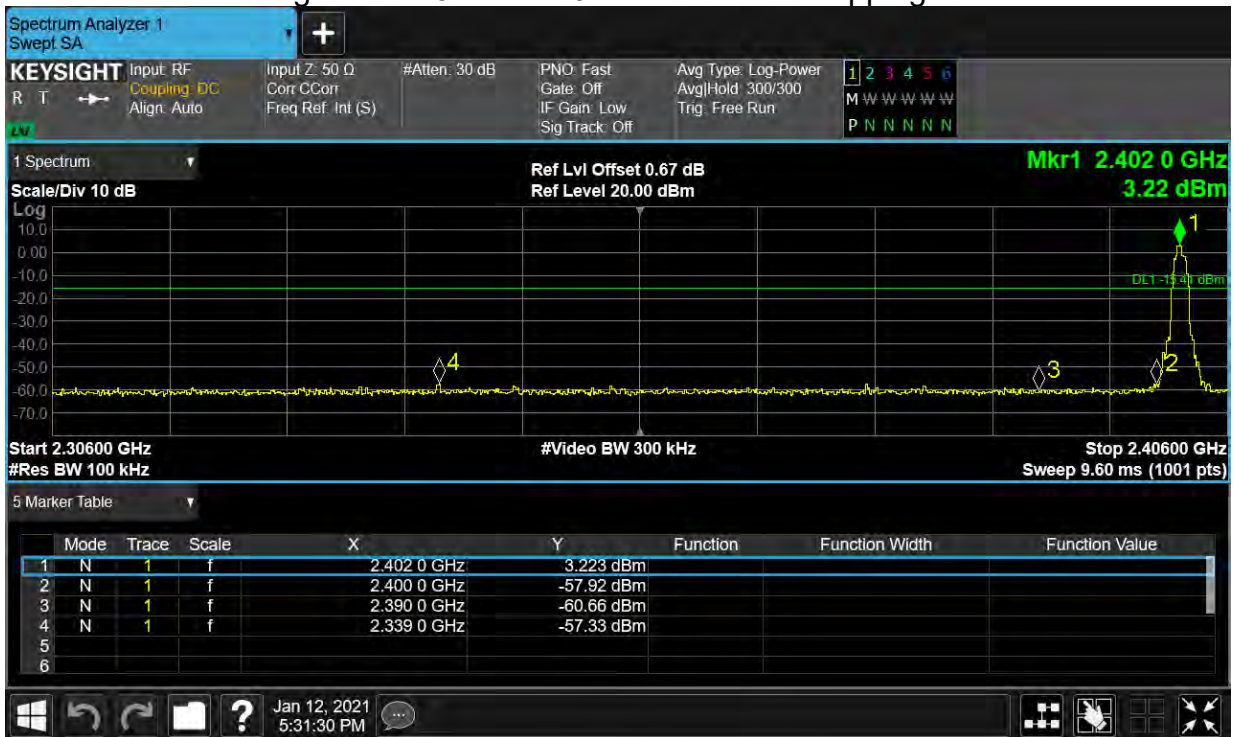 Spectrum Analyzer 1
Swept SA
+
KEYSIGHT Input: RF Input Z: 50 Ω #Atten: 30 dB PNO: Fast Avg Type: Log-Power 1 2 3 4 5 6
R T Coupling: DC Corr CCorr Gate: Off Avg|Hold: 300/300 M W W W W W W
Align: Auto Freq Ref: Int (S) IF Gain: Low Trig: Free Run
Sig Track: Off P N N N N N N
LXI
1 Spectrum Ref Lvl Offset 0.67 dB Mkr1 2.402 0 GHz
Scale/Div 10 dB Ref Level 20.00 dBm 3.22 dBm
Log
10.0 1
0.00
-10.0 DL1 -15.41 dBm
-20.0
-30.0
-40.0
-50.0 4 3 2
-60.0
-70.0
Start 2.30600 GHz #Video BW 300 kHz Stop 2.40600 GHz
#Res BW 100 kHz Sweep 9.60 ms (1001 pts)
5 Marker Table
Mode Trace Scale X Y Function Function Width Function Value
1 N 1 f 2.402 0 GHz 3.223 dBm
2 N 1 f 2.400 0 GHz -57.92 dBm
3 N 1 f 2.390 0 GHz -60.66 dBm
4 N 1 f 2.339 0 GHz -57.33 dBm
5
6
? Jan 12, 2021
5:31:30 PM